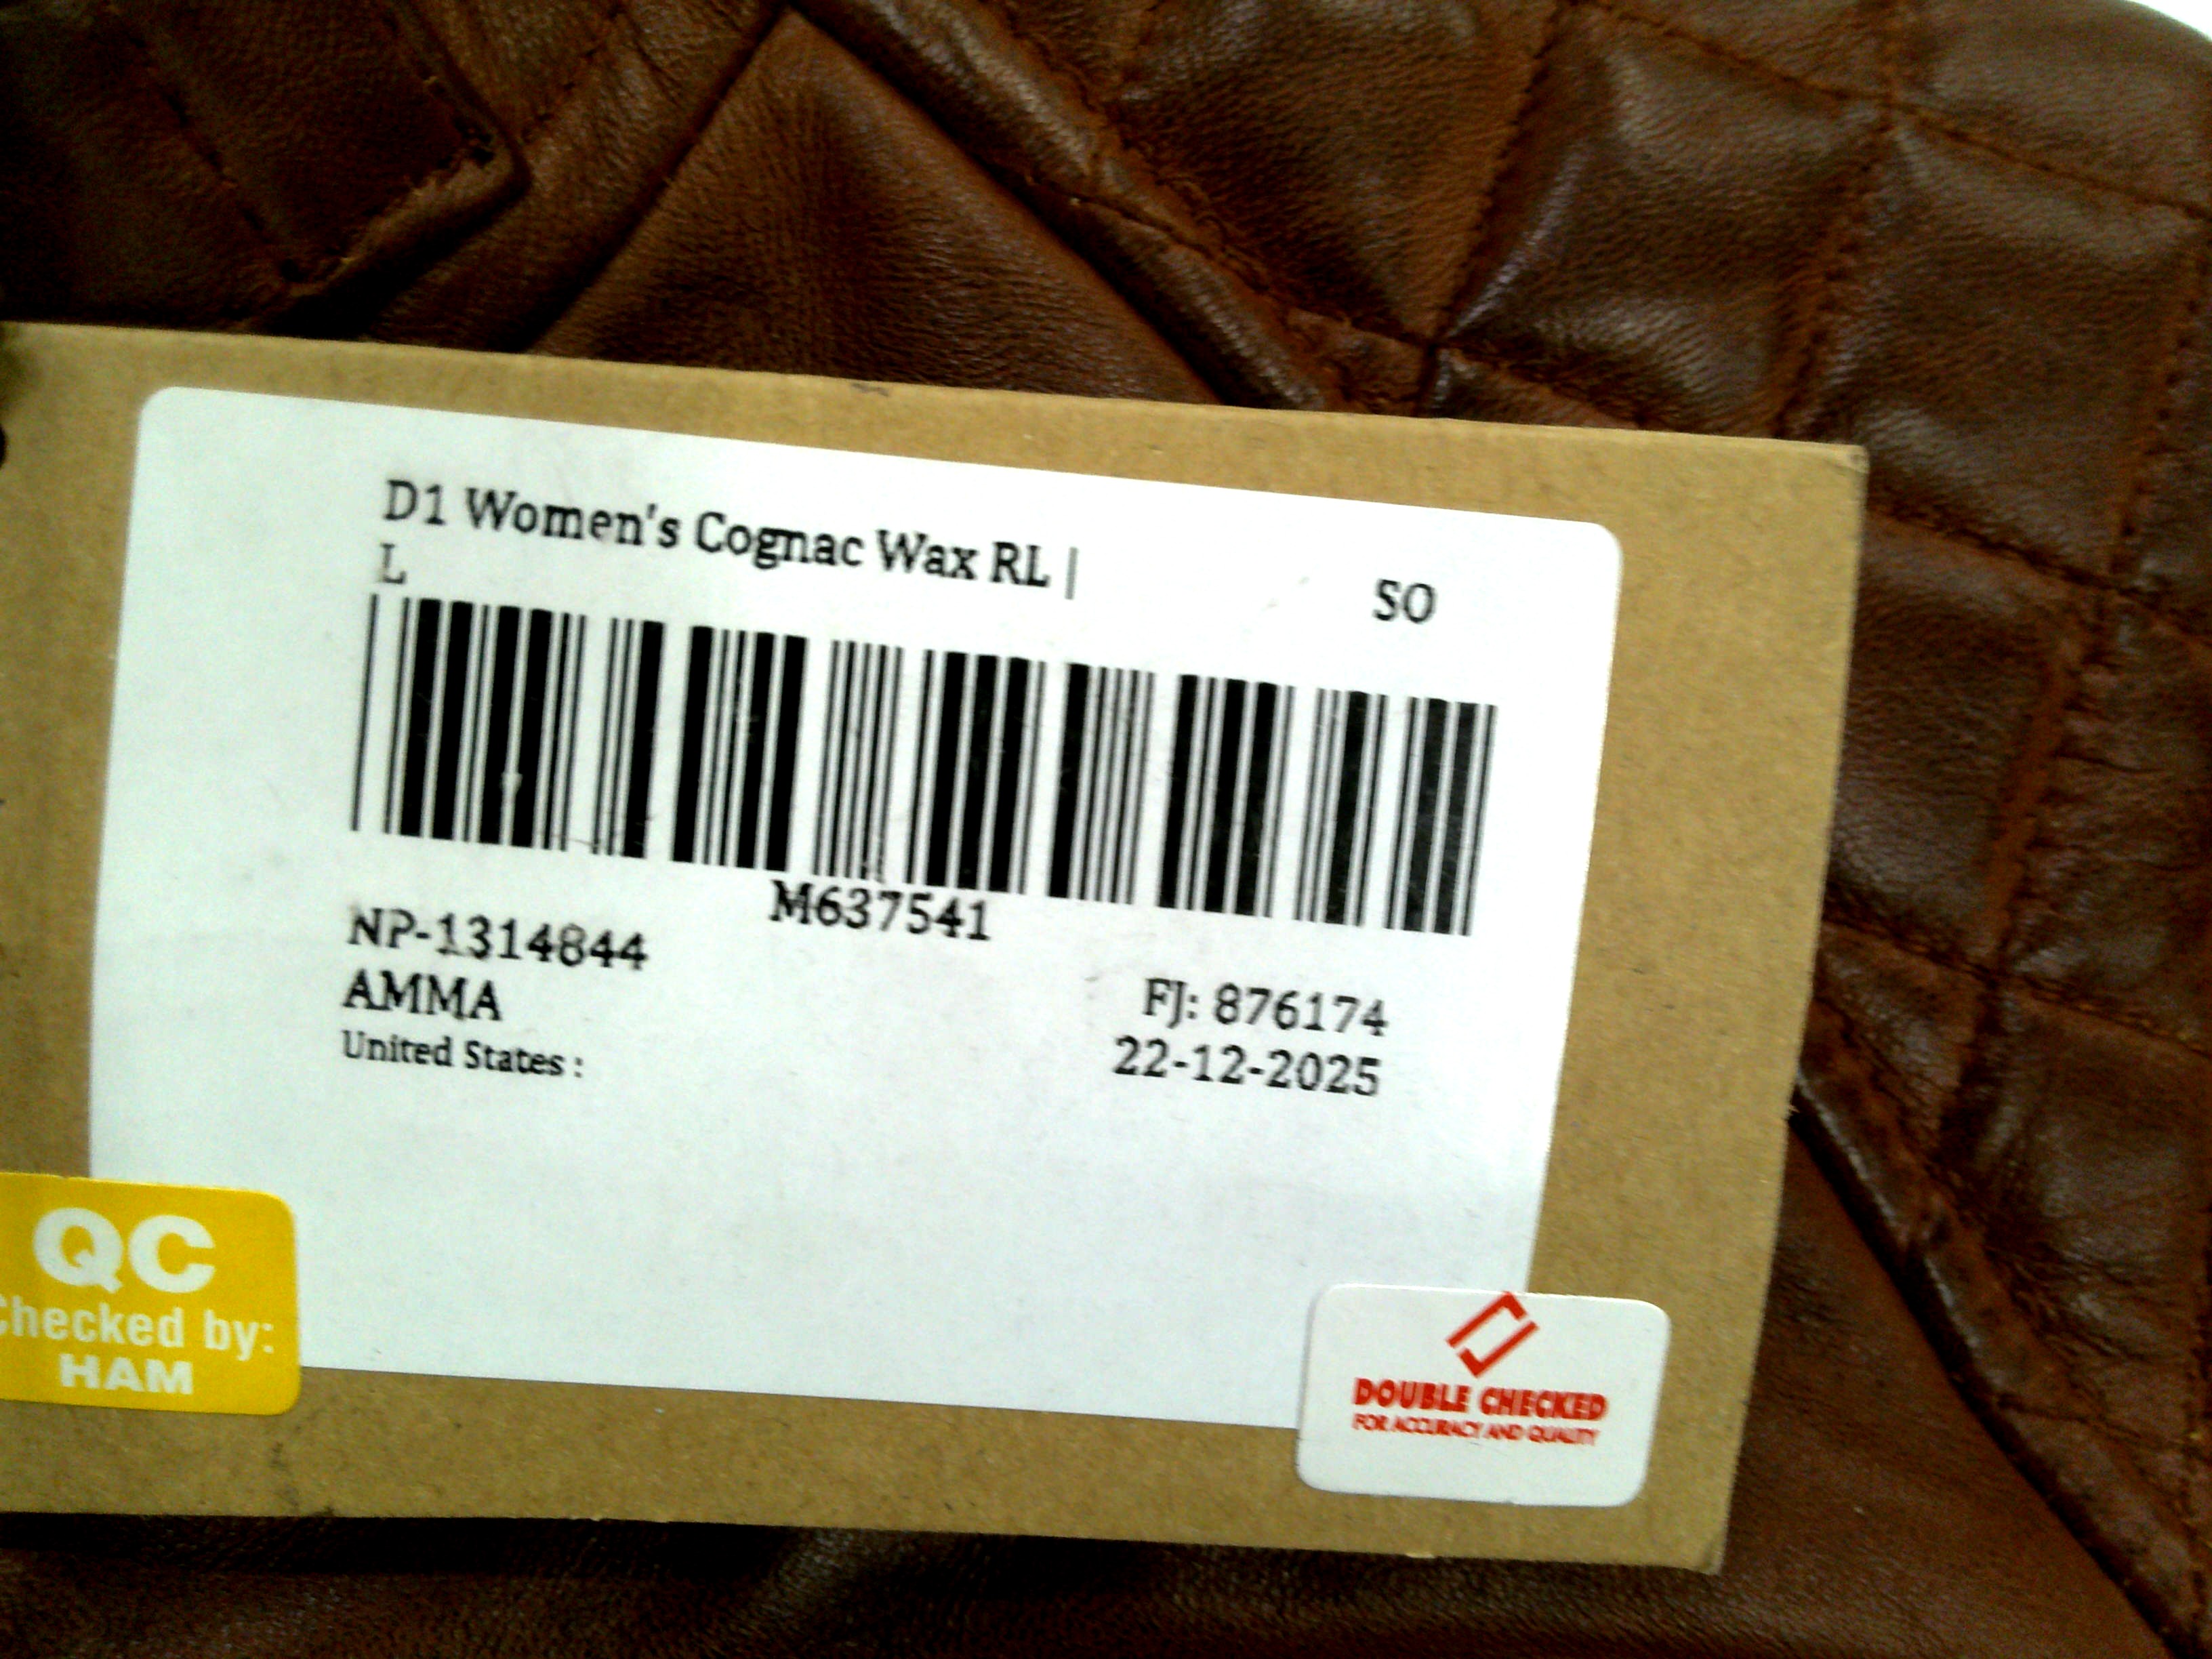 D1 Women's Cognac Wax RL |
L
SO
M637541
NP-1314844
AMMA
United States :
FJ: 876174
22-12-2025
QC
Checked by:
HAM
DOUBLE CHECKED
FOR ACCURACY AND QUALITY